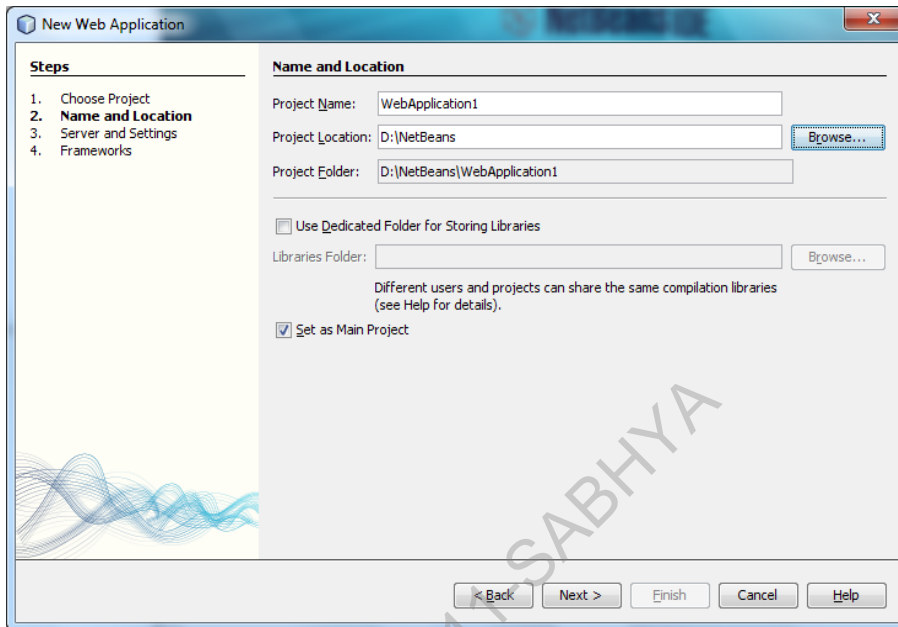 New Web Application
Steps
1. Choose Project
2. Name and Location
3. Server and Settings
4. Frameworks
Name and Location
Project Name: WebApplication1
Project Location: D:\NetBeans Browse...
Project Folder: D:\NetBeans\WebApplication1
Use Dedicated Folder for Storing Libraries
Libraries Folder: Browse...
Different users and projects can share the same compilation libraries
(see Help for details).
Set as Main Project
11-SABHYA
< Back Next > Finish Cancel Help